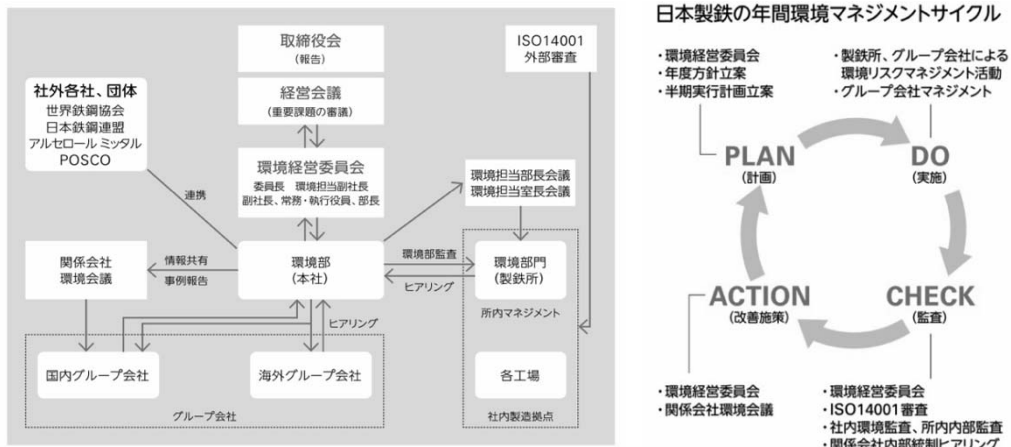 取締役会
(報告)
経営会議
(重要課題の審議)
環境経営委員会
委員長 環境担当副社長
副社長、常務・執行役員、部長
ISO14001
外部審査
社外各社、団体
世界鉄鋼協会
日本鉄鋼連盟
アルセロール ミッタル
POSCO
連携
環境担当部長会議
環境担当室長会議
関係会社
環境会議
情報共有
事例報告
環境部
(本社)
環境部監査
ヒアリング
環境部門
(製鉄所)
所内マネジメント
ヒアリング
国内グループ会社
海外グループ会社
グループ会社
各工場
社内製造拠点
日本製鉄の年間環境マネジメントサイクル
・環境経営委員会
・年度方針立案
・半期実行計画立案
・製鉄所、グループ会社による
環境リスクマネジメント活動
・グループ会社マネジメント
PLAN
(計画)
DO
(実施)
ACTION
(改善施策)
CHECK
(監査)
・環境経営委員会
・関係会社環境会議
・環境経営委員会
・ISO14001審査
・社内環境監査、所内内部監査
・関係会社内部統制ヒアリング